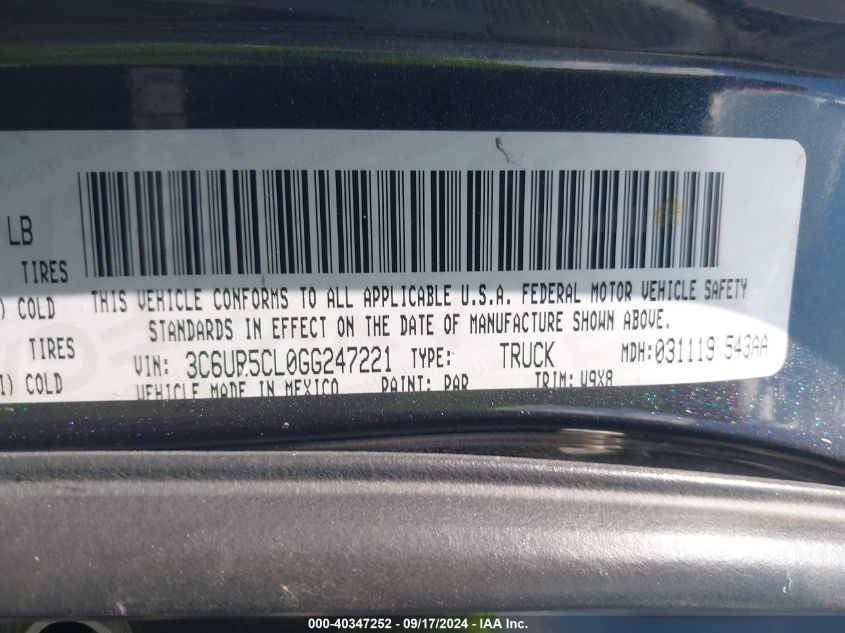 LB
TIRES
) COLD
TIRES
I) COLD
THIS VEHICLE CONFORMS TO ALL APPLICABLE U.S.A. FEDERAL MOTOR VEHICLE SAFETY
STANDARDS IN EFFECT ON THE DATE OF MANUFACTURE SHOWN ABOVE.
VIN: 3C6UR5CL0GG247221 TYPE: TRUCK MDH: 031119 543AA
VEHICLE MADE IN MEXICO PAINT: PAR TRIM: V9X8
000-40347252 - 09/17/2024 - IAA Inc.